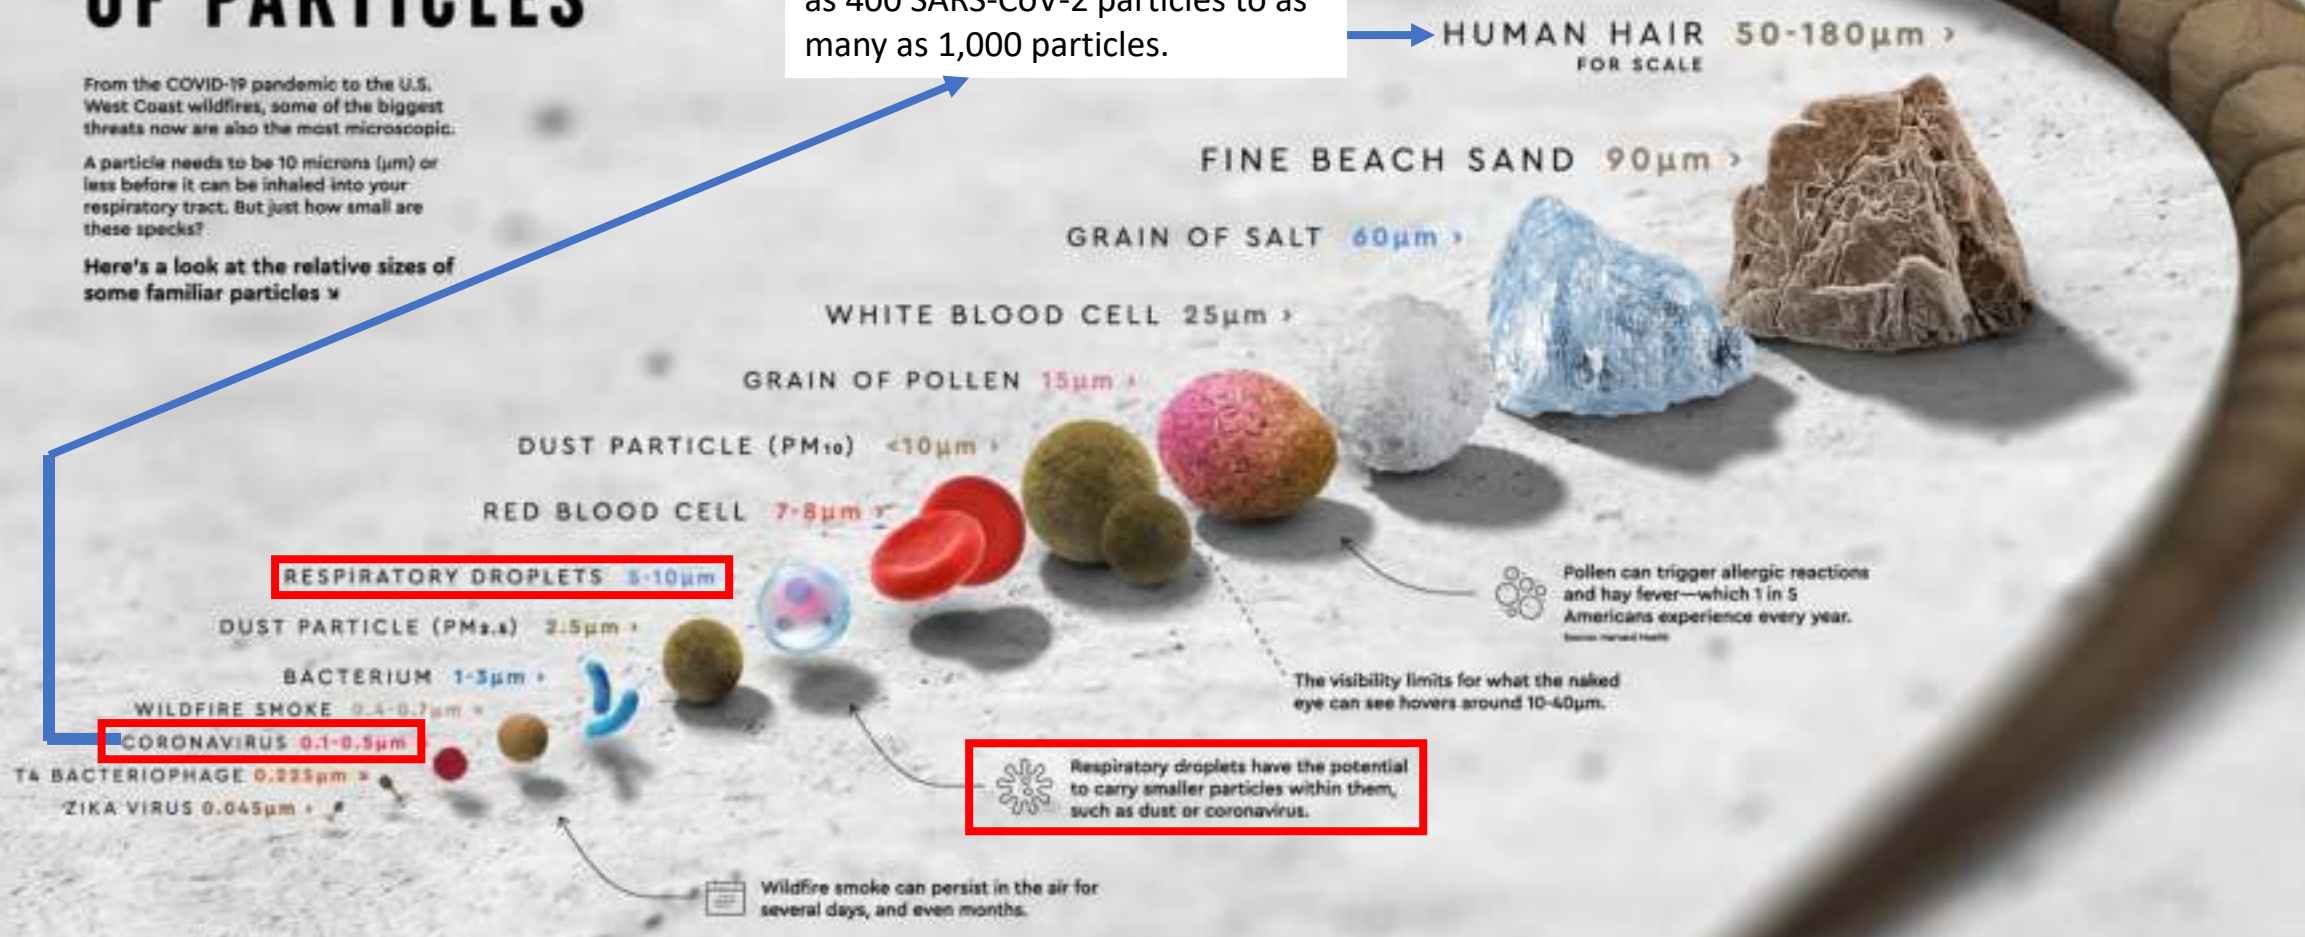 OF PARTICLES
as 400 SARS-CoV-2 particles to as
many as 1,000 particles.
From the COVID-19 pandemic to the U.S.
West Coast wildfires, some of the biggest
threats now are also the most microscopic.
A particle needs to be 10 microns (μm) or
less before it can be inhaled into your
respiratory tract. But just how small are
these specks?
Here's a look at the relative sizes of
some familiar particles ↘
HUMAN HAIR 50-180μm ›
FOR SCALE
FINE BEACH SAND 90μm ›
GRAIN OF SALT 60μm ›
WHITE BLOOD CELL 25μm ›
GRAIN OF POLLEN 15μm ›
DUST PARTICLE (PM₁₀) <10μm ›
RED BLOOD CELL 7-8μm ›
RESPIRATORY DROPLETS 5-10μm
DUST PARTICLE (PM₂.₅) 2.5μm ›
BACTERIUM 1-3μm ›
WILDFIRE SMOKE 0.4-0.7μm ›
CORONAVIRUS 0.1-0.5μm
T4 BACTERIOPHAGE 0.225μm ›
ZIKA VIRUS 0.045μm ›
Pollen can trigger allergic reactions
and hay fever—which 1 in 5
Americans experience every year.
Source: Harvard Health
The visibility limits for what the naked
eye can see hovers around 10-40μm.
Respiratory droplets have the potential
to carry smaller particles within them,
such as dust or coronavirus.
Wildfire smoke can persist in the air for
several days, and even months.